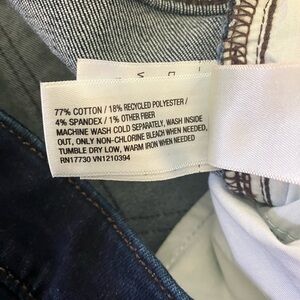 77% COTTON / 18% RECYCLED POLYESTER /
4% SPANDEX / 1% OTHER FIBER
MACHINE WASH COLD SEPARATELY, WASH INSIDE
OUT, ONLY NON-CHLORINE BLEACH WHEN NEEDED,
TUMBLE DRY LOW, WARM IRON WHEN NEEDED
RN17730 VN1210394